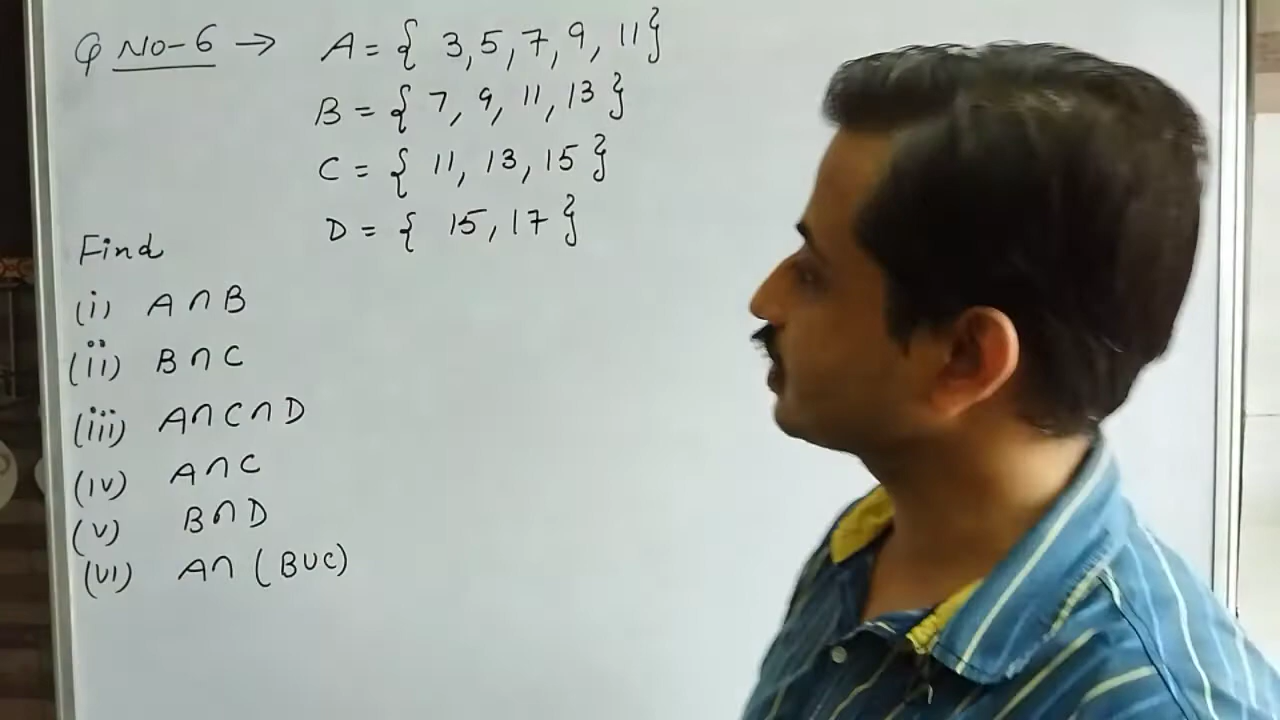 Q No-6 → A = { 3, 5, 7, 9, 11 }
B = { 7, 9, 11, 13 }
C = { 11, 13, 15 }
D = { 15, 17 }
Find
(i) A ∩ B
(ii) B ∩ C
(iii) A ∩ C ∩ D
(iv) A ∩ C
(v) B ∩ D
(vi) A ∩ (B ∪ C)